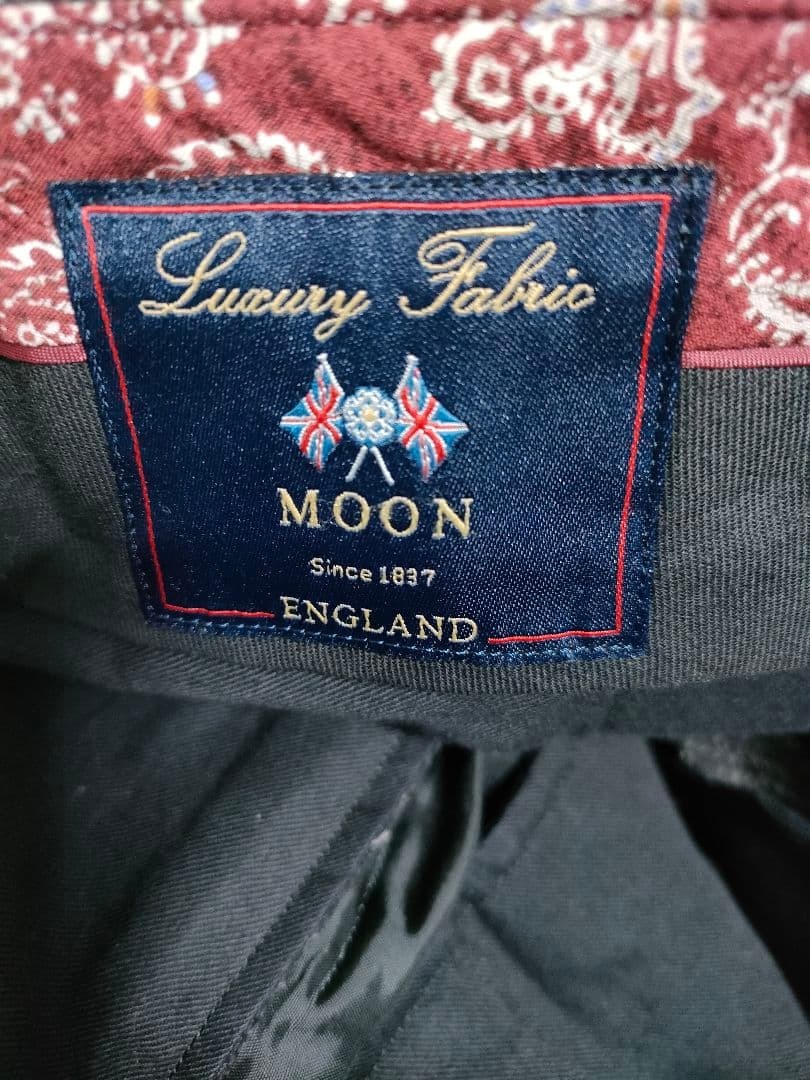 Luxury Fabric
MOON
Since 1837
ENGLAND